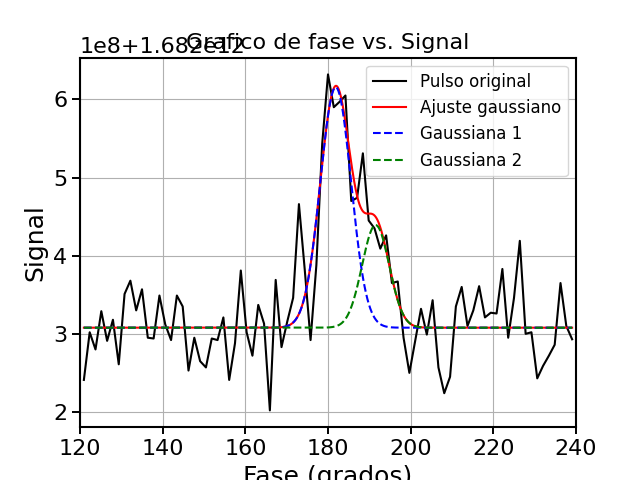 1e8+1.682e12
Grafico de fase vs. Signal
Pulso original
Ajuste gaussiano
Gaussiana 1
Gaussiana 2
Signal
6
5
4
3
2
120 140 160 180 200 220 240
Fase (grados)